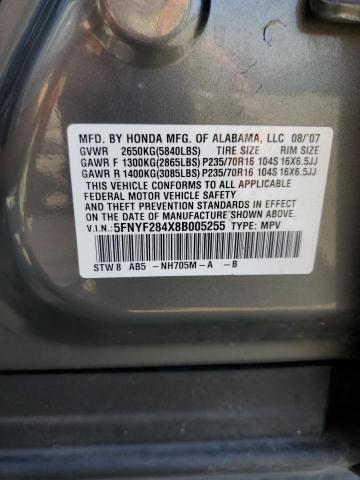 MFD. BY HONDA MFG. OF ALABAMA, LLC 08/'07
GVWR 2650KG(5840LBS) TIRE SIZE RIM SIZE
GAWR F 1300KG(2865LBS) P235/70R16 104S 16X6.5JJ
GAWR R 1400KG(3085LBS) P235/70R16 104S 16X6.5JJ
THIS VEHICLE CONFORMS TO ALL APPLICABLE
FEDERAL MOTOR VEHICLE SAFETY
STANDARDS IN EFFECT ON THE DATE OF
MANUFACTURE SHOWN ABOVE.
V.I.N.:5FNYF284X8B005255 TYPE: MPV
STW 8 AB5 -NH705M-A -B